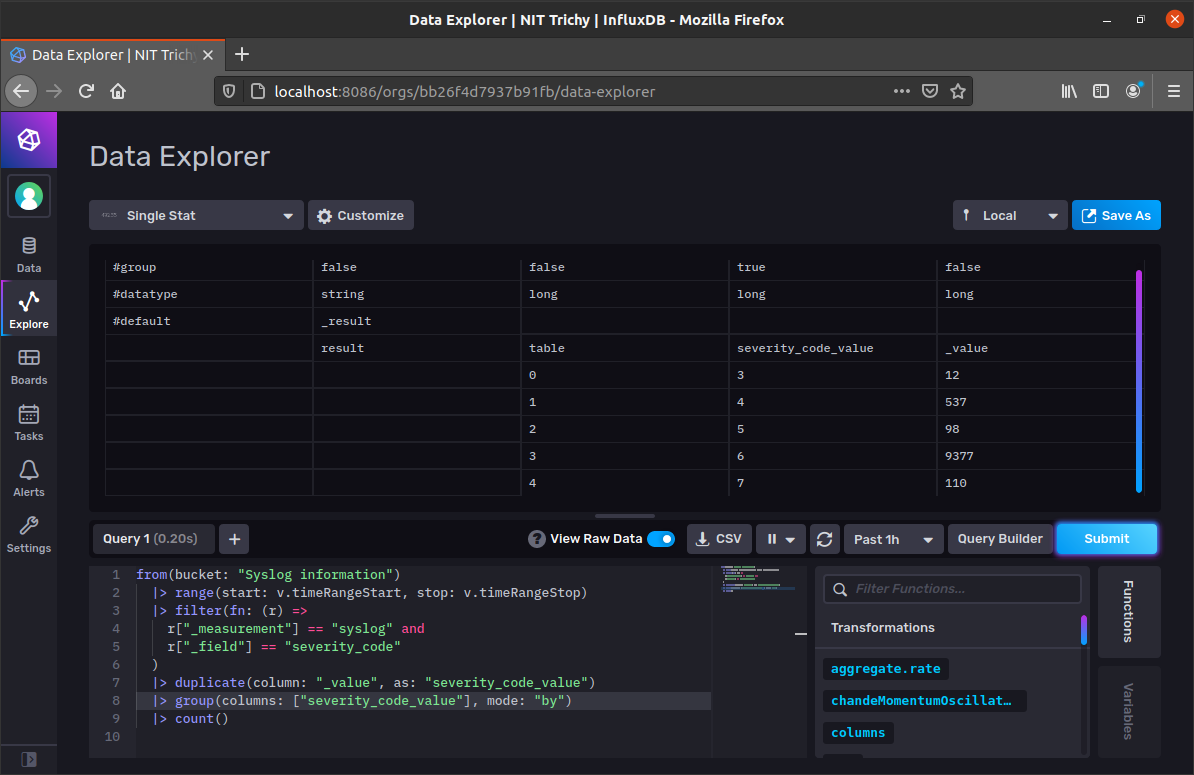 Data Explorer | NIT Trichy | InfluxDB - Mozilla Firefox
Data Explorer | NIT Trichy
localhost:8086/orgs/bb26f4d7937b91fb/data-explorer
Data Explorer
Single Stat
Customize
Local
Save As
Data
Explore
Boards
Tasks
Alerts
Settings
#group false false true false
#datatype string long long long
#default _result
result table severity_code_value _value
0 3 12
1 4 537
2 5 98
3 6 9377
4 7 110
Query 1 (0.20s)
+
? View Raw Data
CSV
Past 1h
Query Builder
Submit
1 from(bucket: "Syslog information")
2 |> range(start: v.timeRangeStart, stop: v.timeRangeStop)
3 |> filter(fn: (r) =>
4 r["_measurement"] == "syslog" and
5 r["_field"] == "severity_code"
6 )
7 |> duplicate(column: "_value", as: "severity_code_value")
8 |> group(columns: ["severity_code_value"], mode: "by")
9 |> count()
10
Filter Functions...
Transformations
aggregate.rate
chandeMomentumOscillat…
columns
Functions
Variables